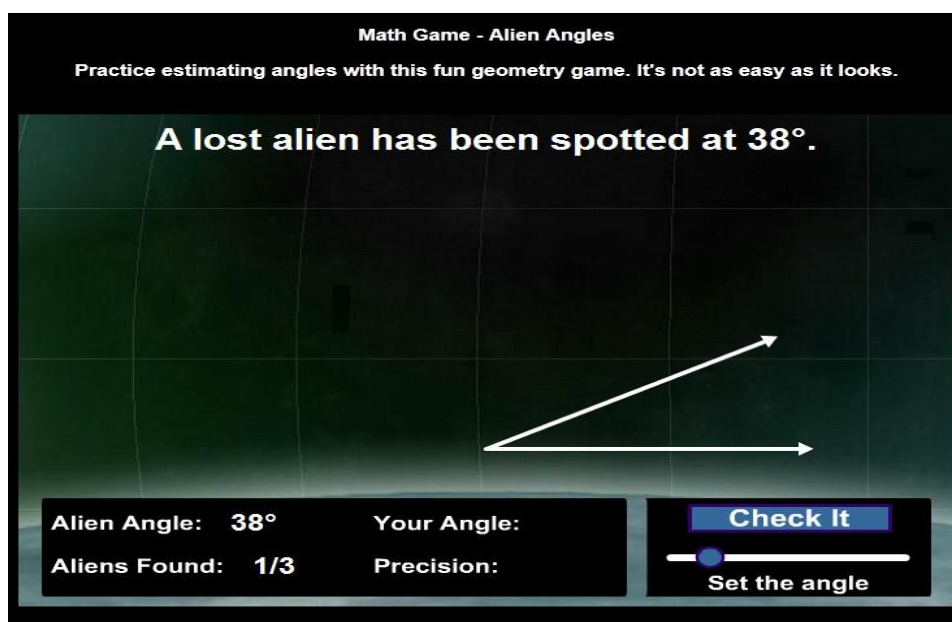 Math Game - Alien Angles
Practice estimating angles with this fun geometry game. It's not as easy as it looks.
A lost alien has been spotted at 38°.
Alien Angle: 38°
Your Angle:
Aliens Found: 1/3
Precision:
Check It
Set the angle